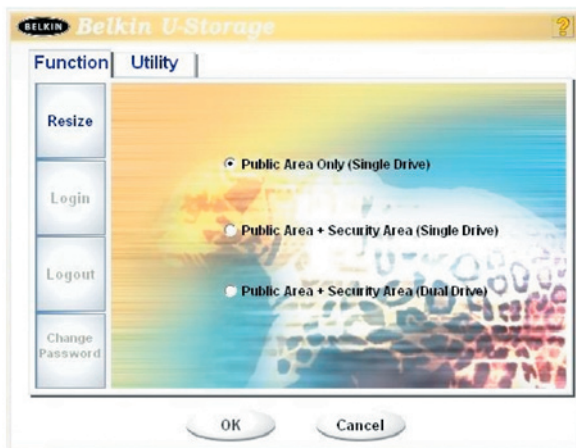 BELKIN Belkin U-Storage ?
Function Utility
Resize
Login
Logout
Change
Password
Public Area Only (Single Drive)
Public Area + Security Area (Single Drive)
Public Area + Security Area (Dual Drive)
OK Cancel